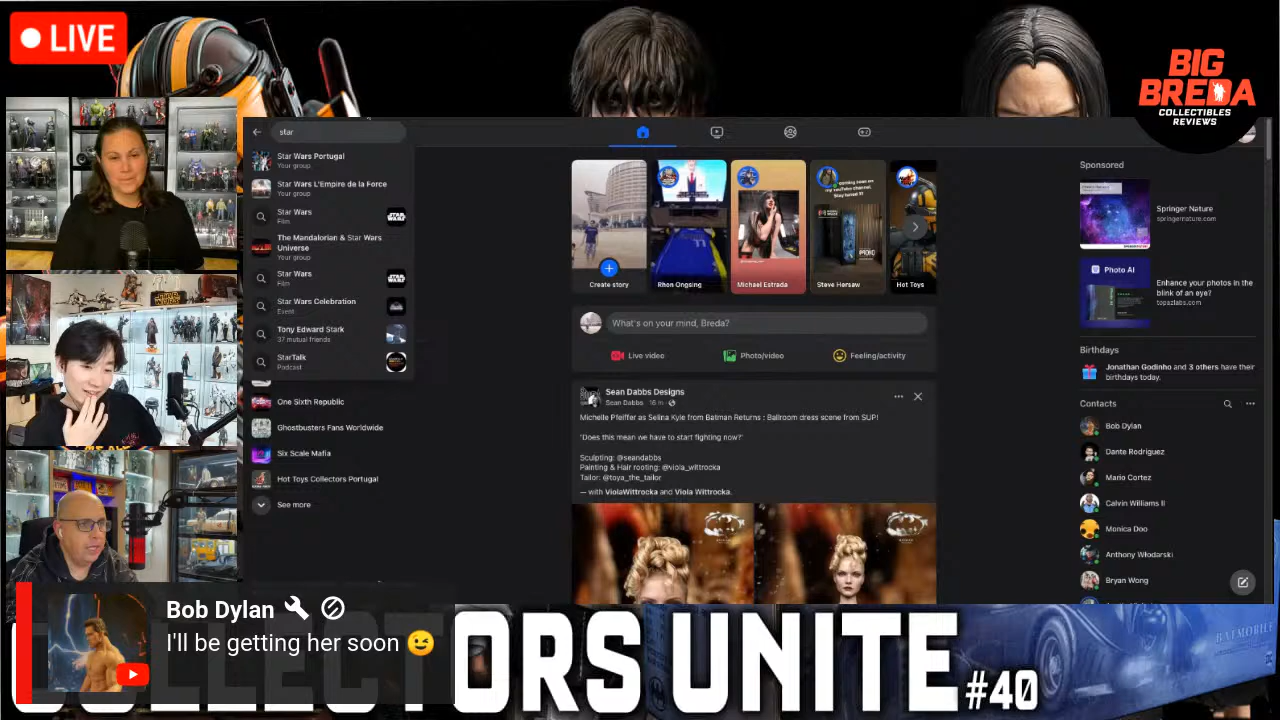 LIVE
BIG
BREDA
COLLECTIBLES
REVIEWS
star
Star Wars Portugal
Your group
Star Wars L'Empire de la Force
Your group
Star Wars
Film
STAR WARS
The Mandalorian & Star Wars
Universe
Your group
Star Wars
Film
STAR WARS
Star Wars Celebration
Event
Tony Edward Stark
37 mutual friends
StarTalk
Podcast
One Sixth Republic
Ghostbusters Fans Worldwide
Six Scale Mafia
Hot Toys Collectors Portugal
See more
Create story
Rhon Ongsing
Michael Estrada
Steve Horsaw
Hot Toys
What's on your mind, Breda?
Live video
Photo/video
Feeling/activity
Sean Dabbs Designs
Sean Dabbs · 16 m ·
Michelle Pfeiffer as Selina Kyle from Batman Returns : Ballroom dress scene from SUP!
"Does this mean we have to start fighting now?"
Sculpting: @seandabbs
Painting & Hair rooting: @viola_wittrocka
Tailor: @toya_the_tailor
— with ViolaWittrocka and Viola Wittrocka.
Sponsored
Springer Nature
springernature.com
Photo AI
Enhance your photos in the
blink of an eye?
topazlabs.com
Birthdays
Jonathan Godinho and 3 others have their
birthdays today.
Contacts
Bob Dylan
Dante Rodriguez
Mario Cortez
Calvin Williams II
Monica Doo
Anthony Włodarski
Bryan Wong
Bob Dylan
I'll be getting her soon 😉
COLLECTORS UNITE #40
BATMOBILE